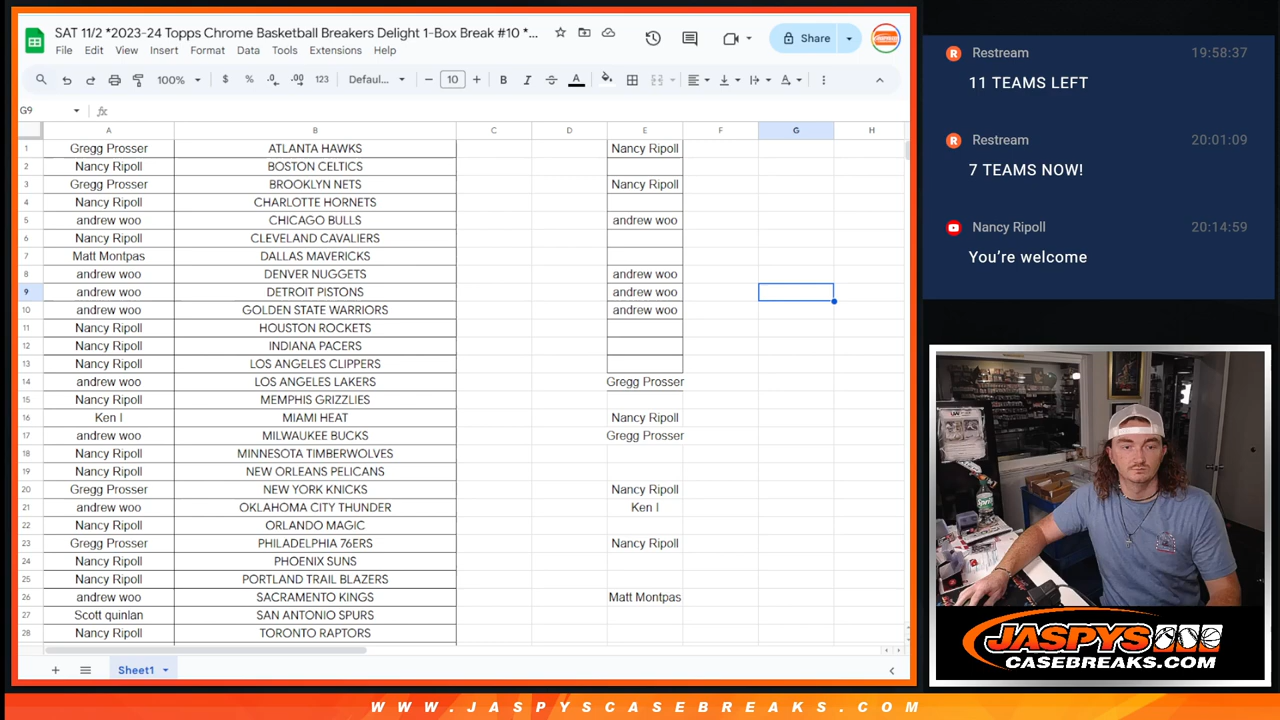 SAT 11/2 *2023-24 Topps Chrome Basketball Breakers Delight 1-Box Break #10 *...
File Edit View Insert Format Data Tools Extensions Help
Share
100% $ % .0 .00 123 Defaul... 10 B I A
G9 fx
A B C D E F G H
1 Gregg Prosser ATLANTA HAWKS Nancy Ripoll
2 Nancy Ripoll BOSTON CELTICS
3 Gregg Prosser BROOKLYN NETS Nancy Ripoll
4 Nancy Ripoll CHARLOTTE HORNETS
5 andrew woo CHICAGO BULLS andrew woo
6 Nancy Ripoll CLEVELAND CAVALIERS
7 Matt Montpas DALLAS MAVERICKS
8 andrew woo DENVER NUGGETS andrew woo
9 andrew woo DETROIT PISTONS andrew woo
10 andrew woo GOLDEN STATE WARRIORS andrew woo
11 Nancy Ripoll HOUSTON ROCKETS
12 Nancy Ripoll INDIANA PACERS
13 Nancy Ripoll LOS ANGELES CLIPPERS
14 andrew woo LOS ANGELES LAKERS Gregg Prosser
15 Nancy Ripoll MEMPHIS GRIZZLIES
16 Ken I MIAMI HEAT Nancy Ripoll
17 andrew woo MILWAUKEE BUCKS Gregg Prosser
18 Nancy Ripoll MINNESOTA TIMBERWOLVES
19 Nancy Ripoll NEW ORLEANS PELICANS
20 Gregg Prosser NEW YORK KNICKS Nancy Ripoll
21 andrew woo OKLAHOMA CITY THUNDER Ken I
22 Nancy Ripoll ORLANDO MAGIC
23 Gregg Prosser PHILADELPHIA 76ERS Nancy Ripoll
24 Nancy Ripoll PHOENIX SUNS
25 Nancy Ripoll PORTLAND TRAIL BLAZERS
26 andrew woo SACRAMENTO KINGS Matt Montpas
27 Scott quinlan SAN ANTONIO SPURS
28 Nancy Ripoll TORONTO RAPTORS
Sheet1
Restream 19:58:37
11 TEAMS LEFT
Restream 20:01:09
7 TEAMS NOW!
Nancy Ripoll 20:14:59
You're welcome
JASPYS
CASEBREAKS.COM
WWW.JASPYSCASEBREAKS.COM